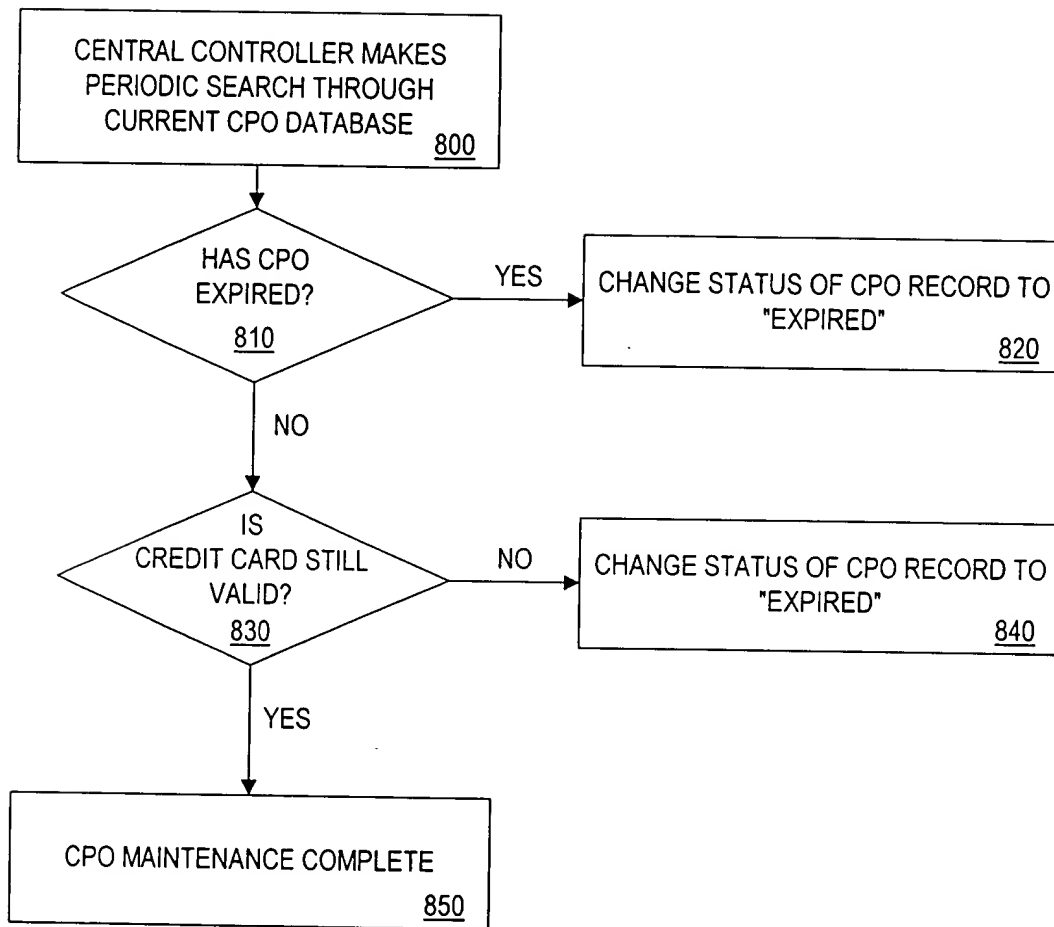 CENTRAL CONTROLLER MAKES
PERIODIC SEARCH THROUGH
CURRENT CPO DATABASE
800
HAS CPO
EXPIRED?
810
YES
CHANGE STATUS OF CPO RECORD TO
"EXPIRED"
820
NO
IS
CREDIT CARD STILL
VALID?
830
NO
CHANGE STATUS OF CPO RECORD TO
"EXPIRED"
840
YES
CPO MAINTENANCE COMPLETE
850